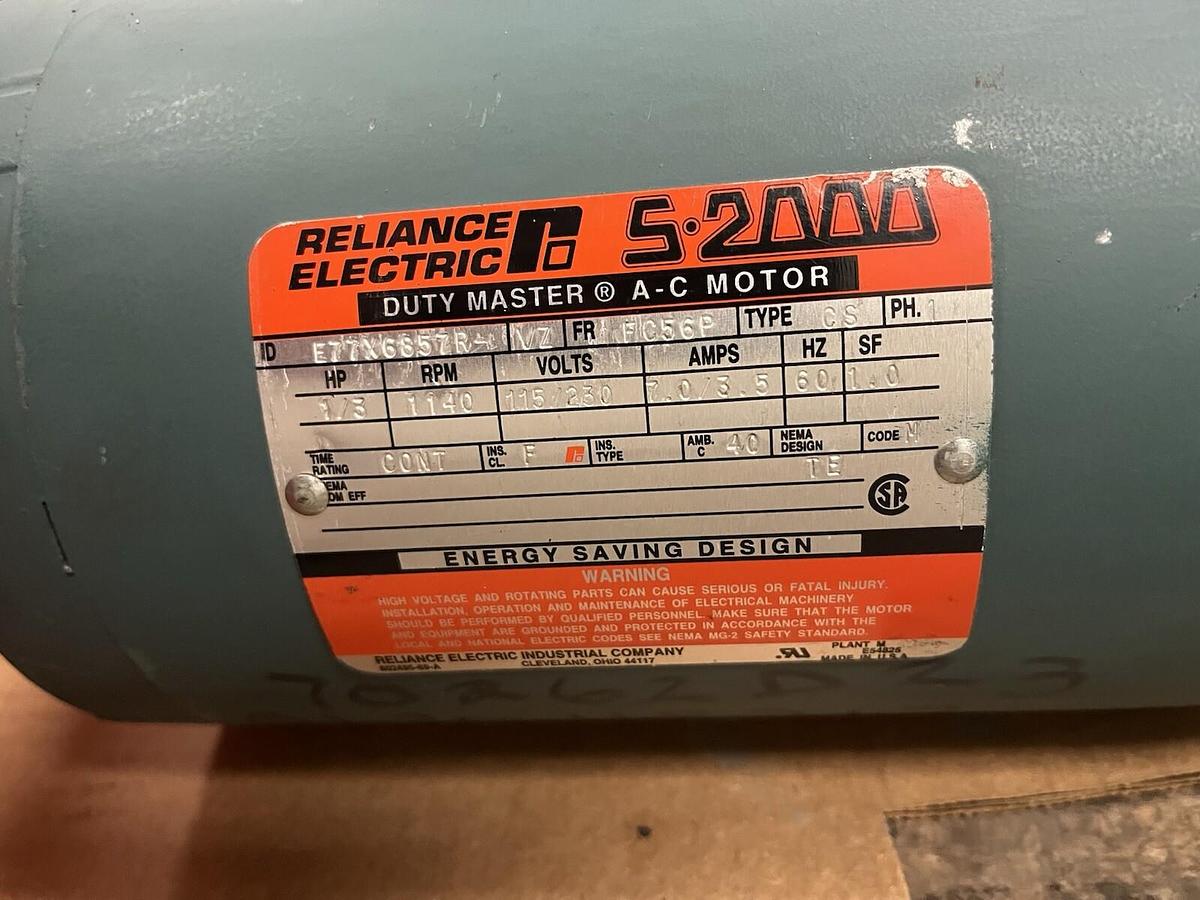 RELIANCE
ELECTRIC
S·2000
DUTY MASTER ® A-C MOTOR
ID E77X6857R- FR FC56P TYPE CS PH. 1
HP RPM VOLTS AMPS HZ SF
1/3 1140 115/230 7.0/3.5 60 1.0
TIME RATING CONT INS. CL. F INS. TYPE AMB. C 40 NEMA DESIGN CODE M
TE
NOM EFF
SA
ENERGY SAVING DESIGN
WARNING
HIGH VOLTAGE AND ROTATING PARTS CAN CAUSE SERIOUS OR FATAL INJURY.
INSTALLATION, OPERATION AND MAINTENANCE OF ELECTRICAL MACHINERY
SHOULD BE PERFORMED BY QUALIFIED PERSONNEL. MAKE SURE THAT THE MOTOR
AND EQUIPMENT ARE GROUNDED AND PROTECTED IN ACCORDANCE WITH THE
LOCAL AND NATIONAL ELECTRIC CODES SEE NEMA MG-2 SAFETY STANDARD.
RELIANCE ELECTRIC INDUSTRIAL COMPANY PLANT M
CLEVELAND, OHIO 44117 E54825
MADE IN U.S.A